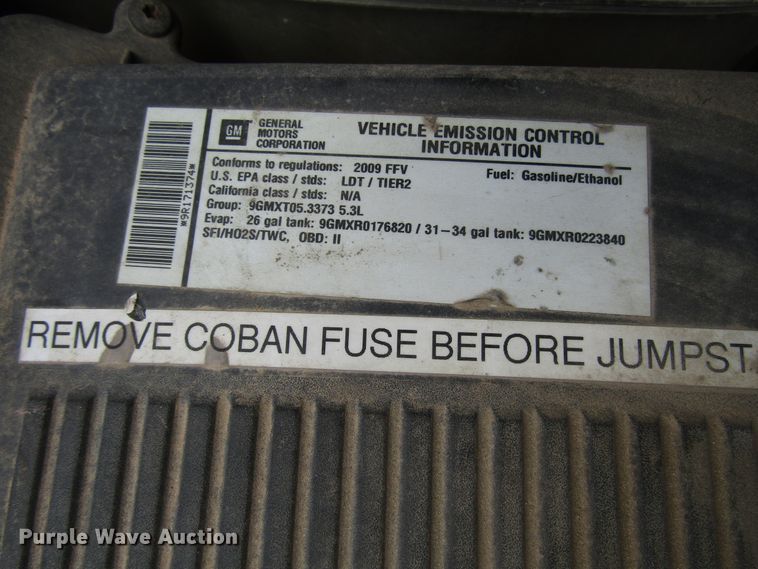 GM
GENERAL
MOTORS
CORPORATION
VEHICLE EMISSION CONTROL
INFORMATION
Conforms to regulations: 2009 FFV
Fuel: Gasoline/Ethanol
U.S. EPA class / stds: LDT / TIER2
California class / stds: N/A
Group: 9GMXT05.3373 5.3L
Evap: 26 gal tank: 9GMXR0176820 / 31-34 gal tank: 9GMXR0223840
SFI/HO2S/TWC, OBD: II
*9R171374*
REMOVE COBAN FUSE BEFORE JUMPST
Purple Wave Auction